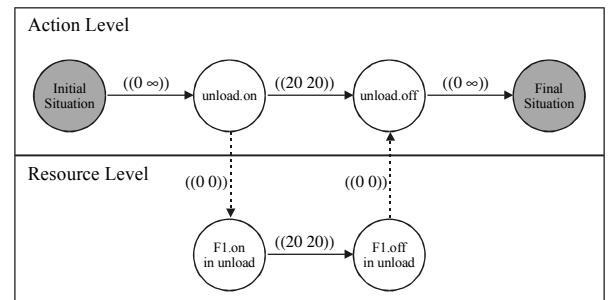 Action Level
Initial
Situation
((0 ∞))
unload.on
((20 20))
unload.off
((0 ∞))
Final
Situation
Resource Level
((0 0))
((0 0))
F1.on
in unload
((20 20))
F1.off
in unload